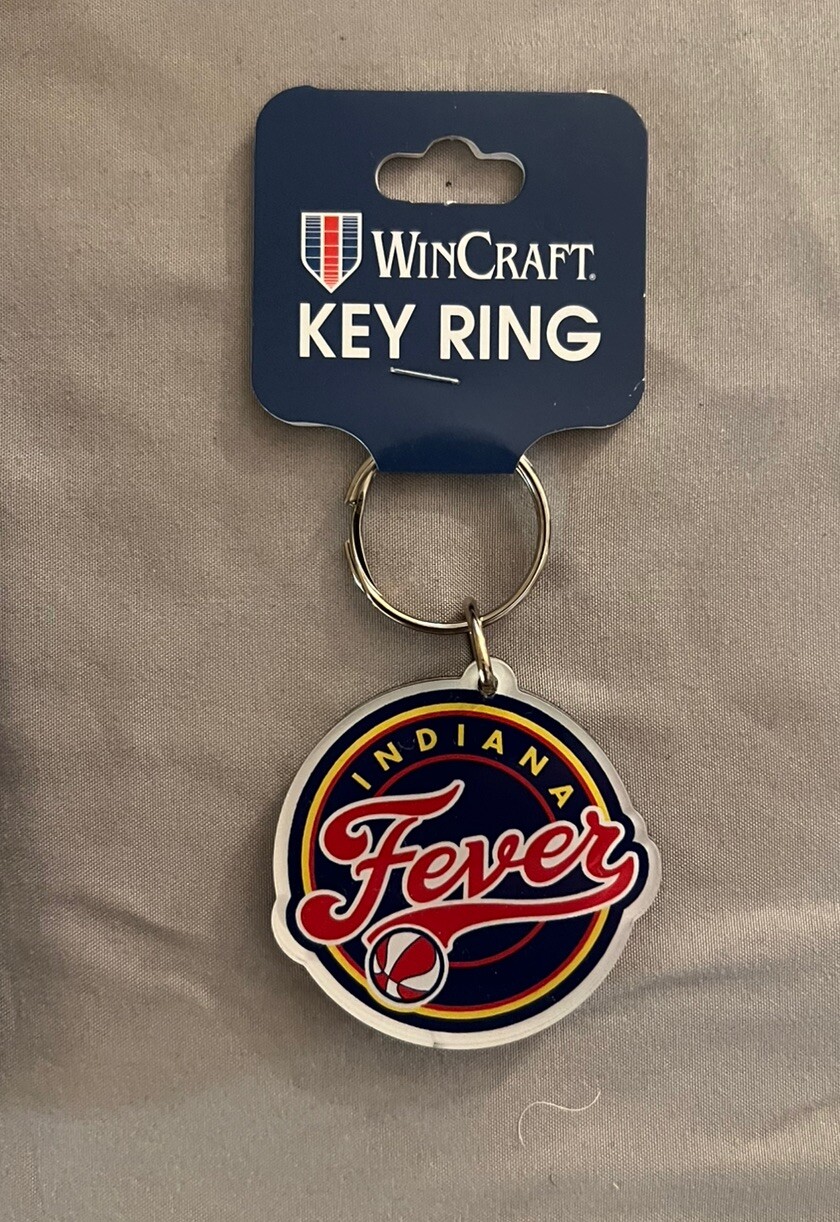 WINCRAFT®
KEY RING
INDIANA
Fever